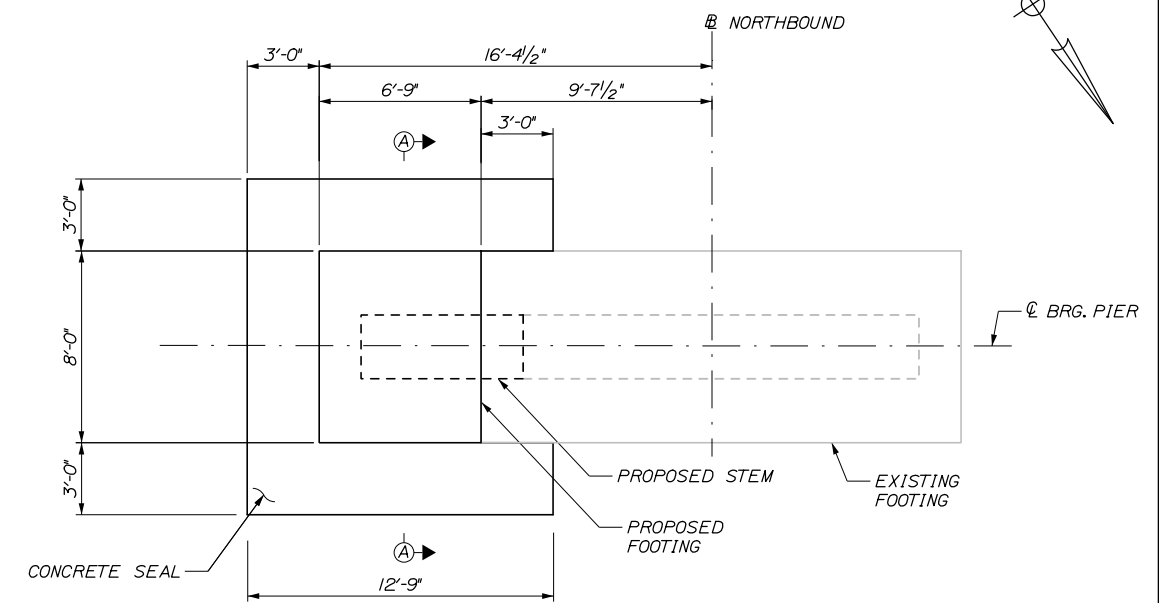 ℄ NORTHBOUND
3'-0"
16'-4½"
6'-9"
9'-7½"
3'-0"
A
3'-0"
8'-0"
℄ BRG. PIER
3'-0"
PROPOSED STEM
EXISTING
FOOTING
PROPOSED
FOOTING
A
CONCRETE SEAL
12'-9"